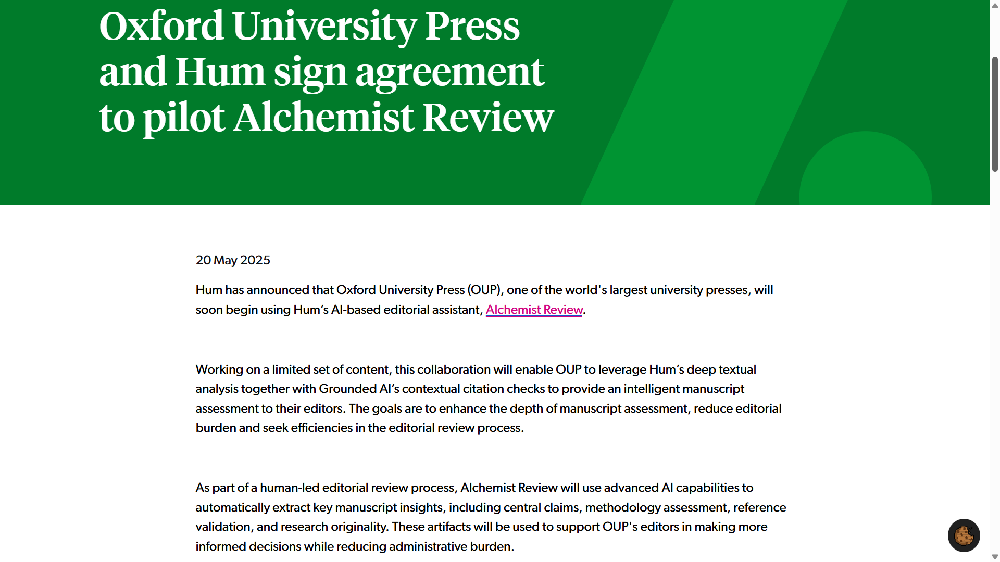 Oxford University Press
and Hum sign agreement
to pilot Alchemist Review
20 May 2025
Hum has announced that Oxford University Press (OUP), one of the world's largest university presses, will
soon begin using Hum’s AI-based editorial assistant, Alchemist Review.
Working on a limited set of content, this collaboration will enable OUP to leverage Hum’s deep textual
analysis together with Grounded AI’s contextual citation checks to provide an intelligent manuscript
assessment to their editors. The goals are to enhance the depth of manuscript assessment, reduce editorial
burden and seek efficiencies in the editorial review process.
As part of a human-led editorial review process, Alchemist Review will use advanced AI capabilities to
automatically extract key manuscript insights, including central claims, methodology assessment, reference
validation, and research originality. These artifacts will be used to support OUP's editors in making more
informed decisions while reducing administrative burden.